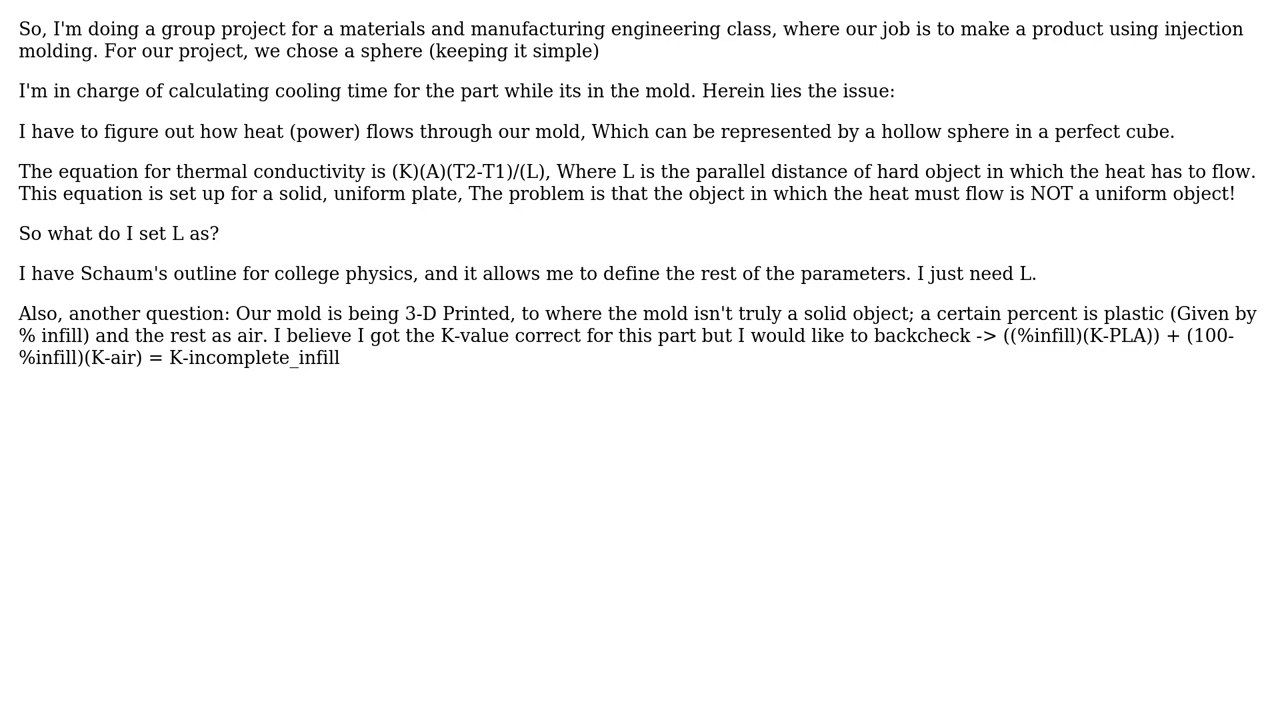 So, I'm doing a group project for a materials and manufacturing engineering class, where our job is to make a product using injection
molding. For our project, we chose a sphere (keeping it simple)
I'm in charge of calculating cooling time for the part while its in the mold. Herein lies the issue:
I have to figure out how heat (power) flows through our mold, Which can be represented by a hollow sphere in a perfect cube.
The equation for thermal conductivity is (K)(A)(T2-T1)/(L), Where L is the parallel distance of hard object in which the heat has to flow.
This equation is set up for a solid, uniform plate, The problem is that the object in which the heat must flow is NOT a uniform object!
So what do I set L as?
I have Schaum's outline for college physics, and it allows me to define the rest of the parameters. I just need L.
Also, another question: Our mold is being 3-D Printed, to where the mold isn't truly a solid object; a certain percent is plastic (Given by
% infill) and the rest as air. I believe I got the K-value correct for this part but I would like to backcheck -> ((%infill)(K-PLA)) + (100-
%infill)(K-air) = K-incomplete_infill